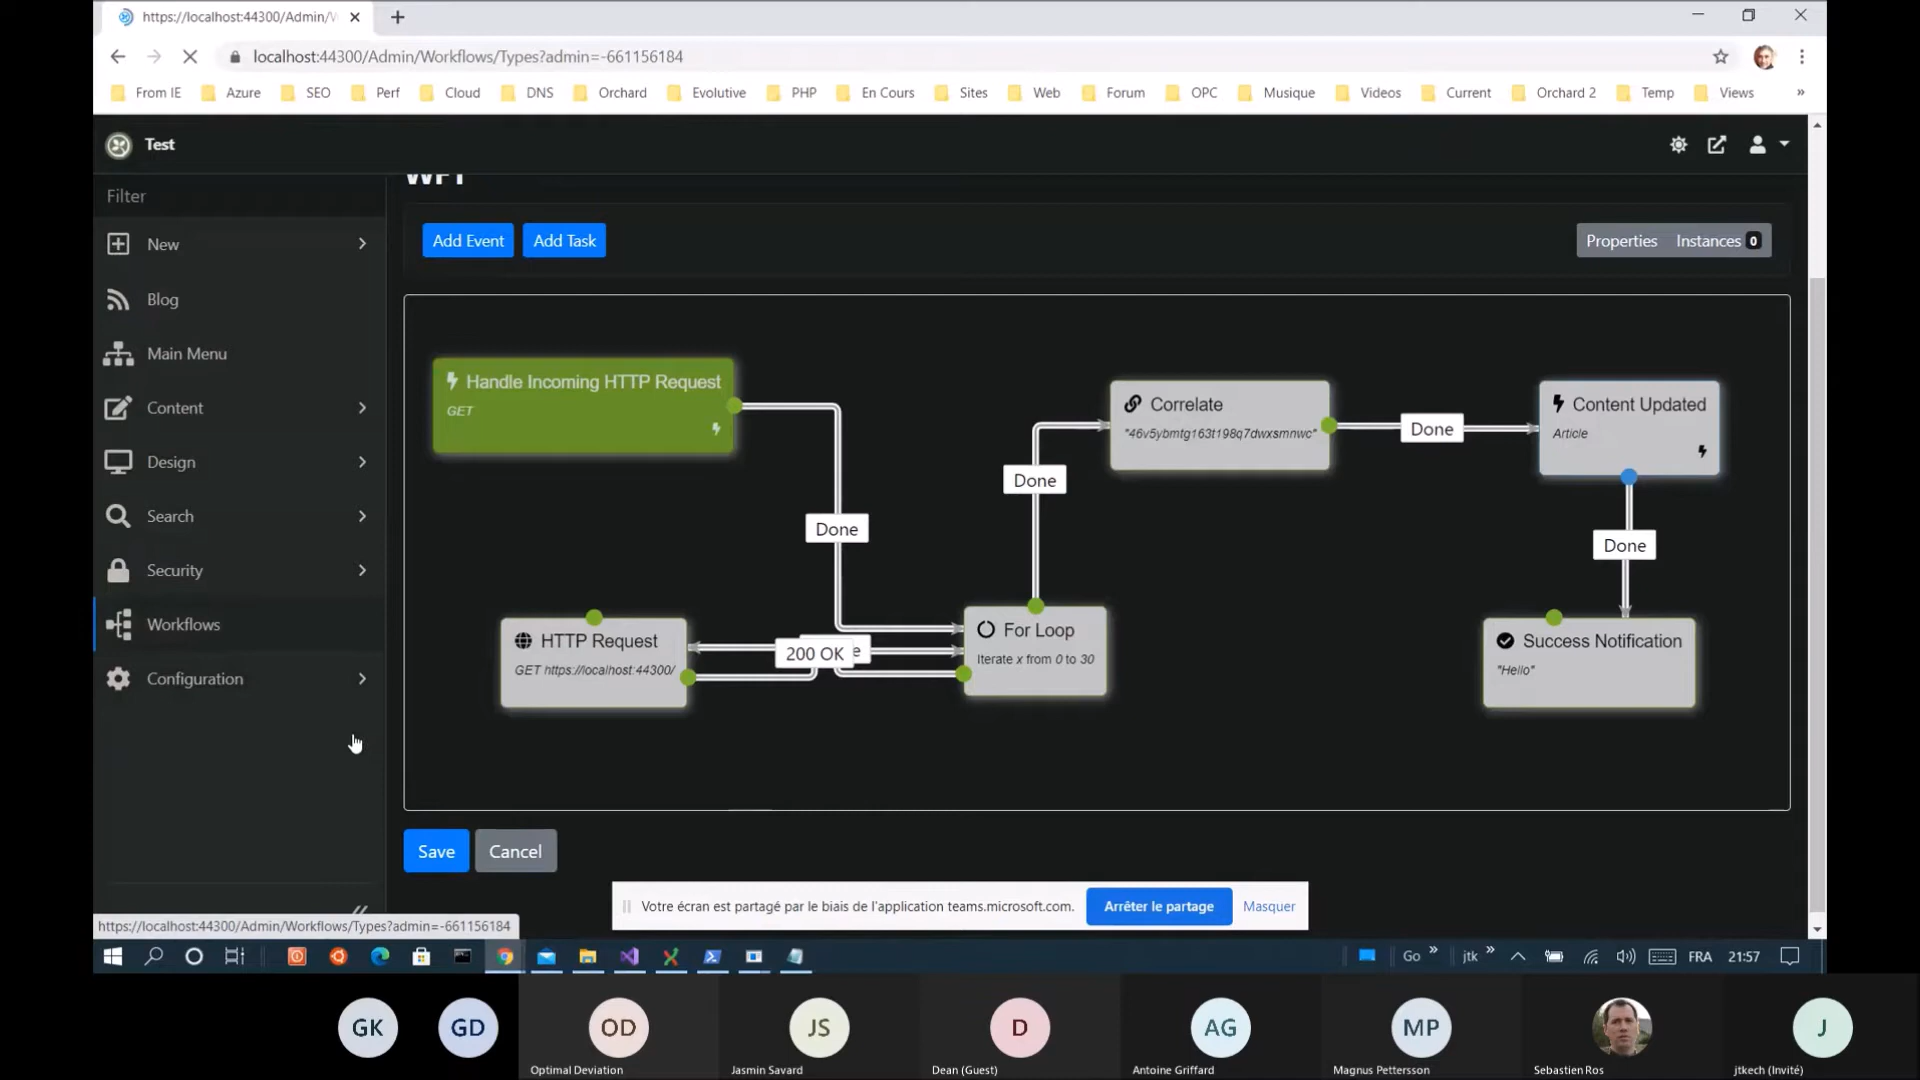 https://localhost:44300/Admin/W
localhost:44300/Admin/Workflows/Types?admin=-661156184
From IE
Azure
SEO
Perf
Cloud
DNS
Orchard
Evolutive
PHP
En Cours
Sites
Web
Forum
OPC
Musique
Videos
Current
Orchard 2
Temp
Views
»
Test
Filter
New
Blog
Main Menu
Content
Design
Search
Security
Workflows
Configuration
Add Event
Add Task
Properties
Instances 0
Handle Incoming HTTP Request
GET
Correlate
"46v5ybmtg163t198q7dwxsmnwc"
Done
Content Updated
Article
Done
Done
Done
HTTP Request
GET https://localhost:44300/
200 OK
e
For Loop
Iterate x from 0 to 30
Success Notification
"Hello"
Save
Cancel
Votre écran est partagé par le biais de l'application teams.microsoft.com.
Arrêter le partage
Masquer
https://localhost:44300/Admin/Workflows/Types?admin=-661156184
Go »
jtk »
FRA
21:57
GK
GD
OD
JS
D
AG
MP
J
Optimal Deviation
Jasmin Savard
Dean (Guest)
Antoine Griffard
Magnus Pettersson
Sebastien Ros
jtkech (Invité)